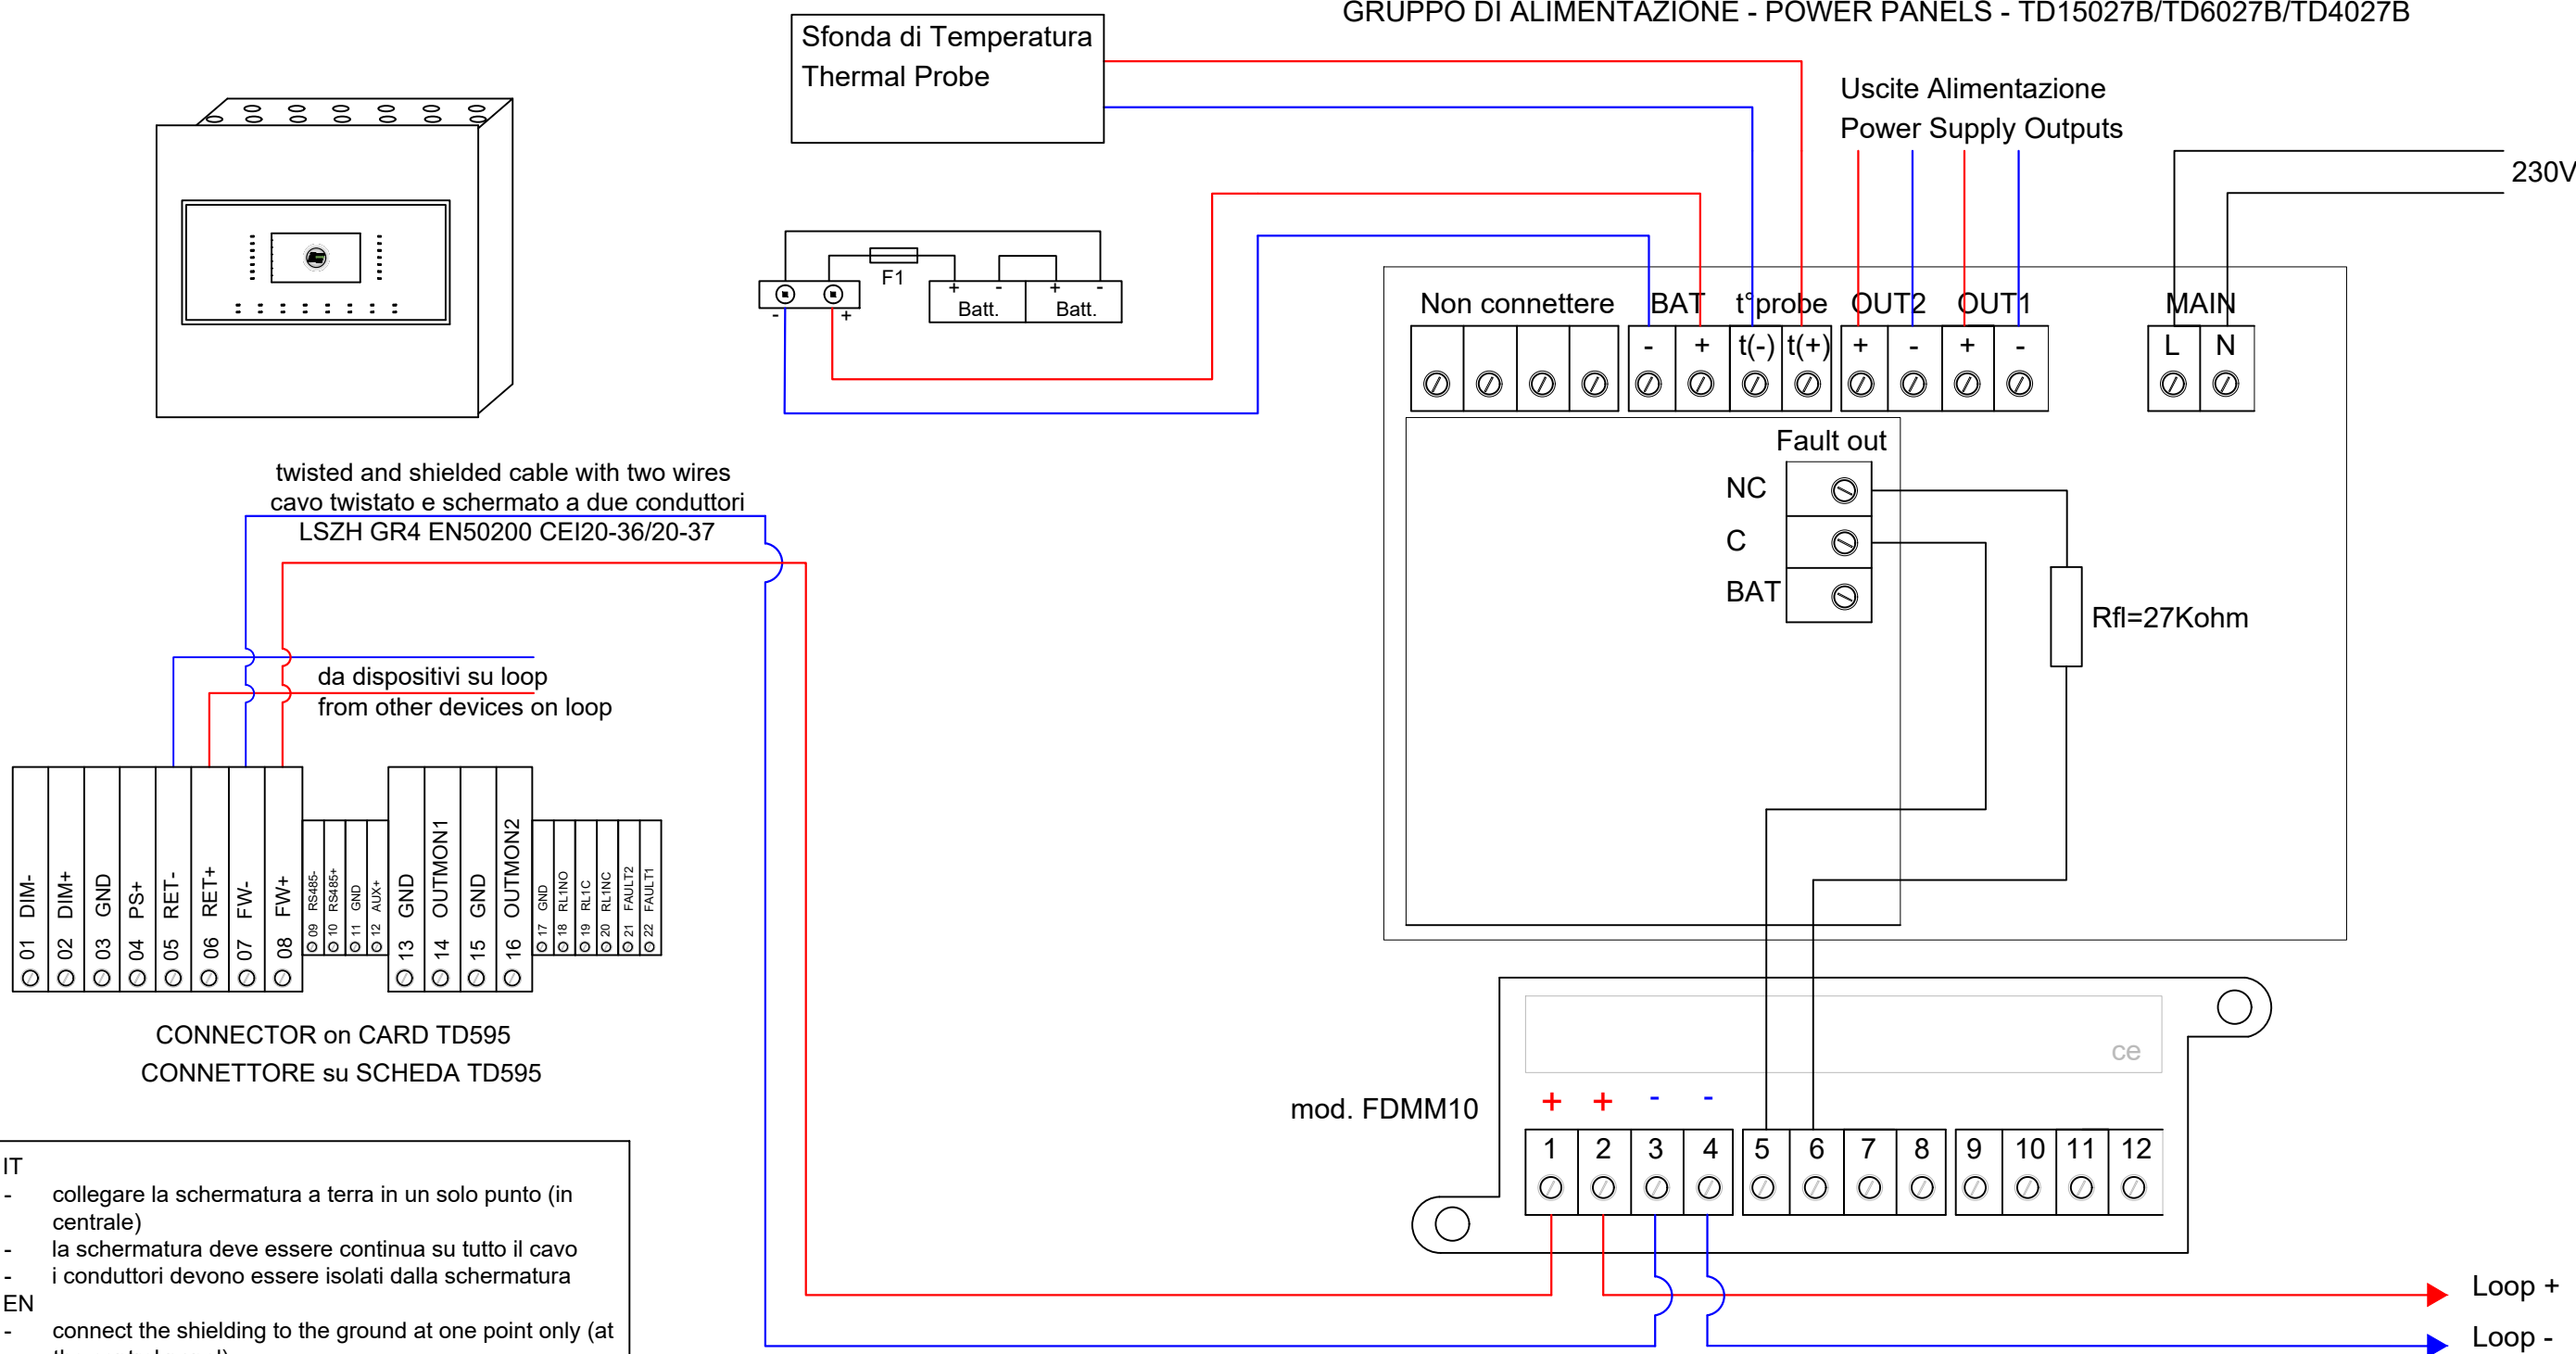 GRUPPO DI ALIMENTAZIONE - POWER PANELS - TD15027B/TD6027B/TD4027B
Sfonda di Temperatura
Thermal Probe
Uscite Alimentazione
Power Supply Outputs
230V
F1
+ - + -
Batt. Batt.
- +
Non connettere BAT t°probe OUT2 OUT1 MAIN
- + t(-) t(+) + - + - L N
Fault out
NC
C
BAT
Rfl=27Kohm
twisted and shielded cable with two wires
cavo twistato e schermato a due conduttori
LSZH GR4 EN50200 CEI20-36/20-37
da dispositivi su loop
from other devices on loop
01 DIM-
02 DIM+
03 GND
04 PS+
05 RET-
06 RET+
07 FW-
08 FW+
09 RS485-
10 RS485+
11 GND
12 AUX+
13 GND
14 OUTMON1
15 GND
16 OUTMON2
17 GND
18 RL1NO
19 RL1C
20 RL1NC
21 FAULT2
22 FAULT1
CONNECTOR on CARD TD595
CONNETTORE su SCHEDA TD595
ce
mod. FDMM10
+ + - -
1 2 3 4 5 6 7 8 9 10 11 12
Loop +
Loop -
IT
- collegare la schermatura a terra in un solo punto (in
centrale)
- la schermatura deve essere continua su tutto il cavo
- i conduttori devono essere isolati dalla schermatura
EN
- connect the shielding to the ground at one point only (at